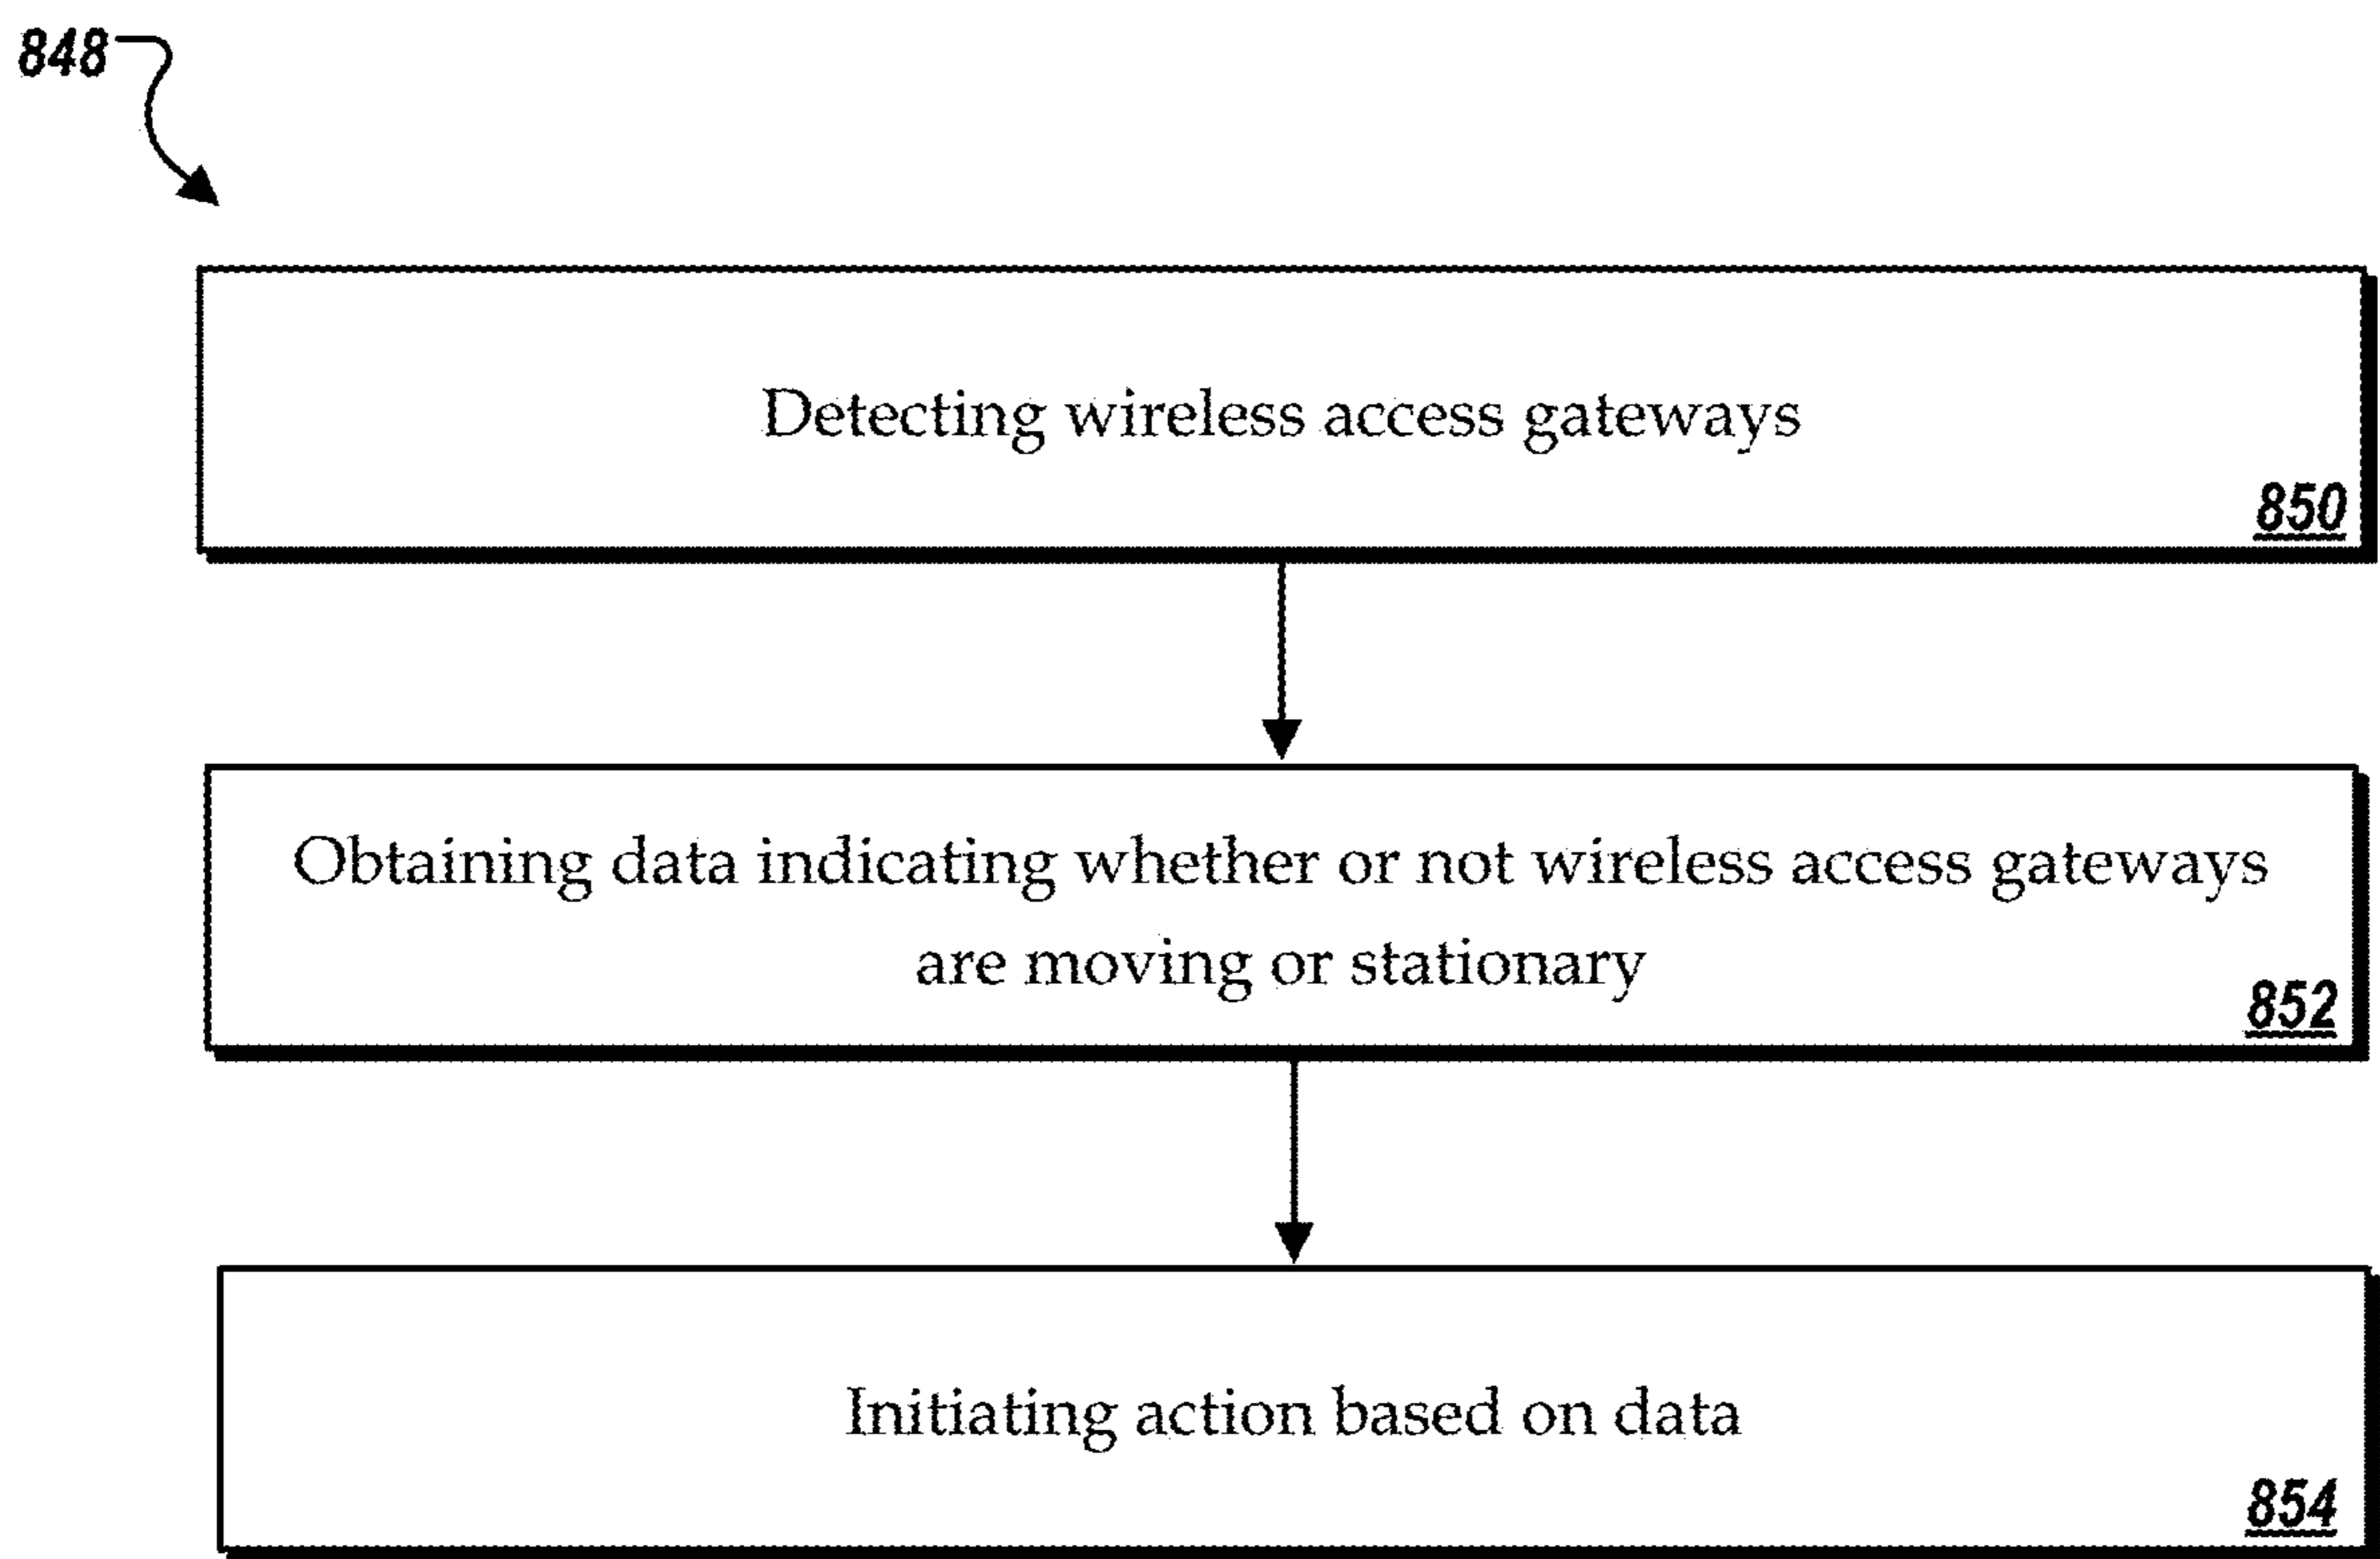 848
Detecting wireless access gateways
850
Obtaining data indicating whether or not wireless access gateways
are moving or stationary
852
Initiating action based on data
854